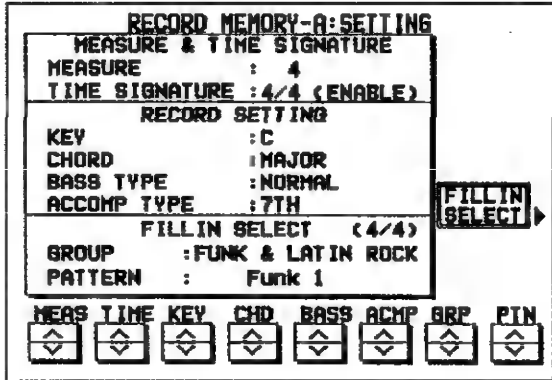 RECORD MEMORY-A:SETTING
MEASURE & TIME SIGNATURE
MEASURE : 4
TIME SIGNATURE :4/4 (ENABLE)
RECORD SETTING
KEY :C
CHORD :MAJOR
BASS TYPE :NORMAL
ACCOMP TYPE :7TH
FILLIN SELECT (4/4)
GROUP :FUNK & LATIN ROCK
PATTERN : Funk 1
FILLIN
SELECT
MEAS TIME KEY CHD BASS ACMP GRP PTN